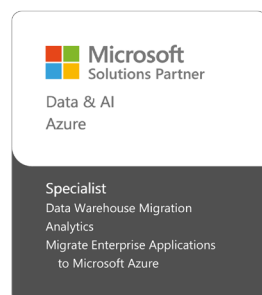 Microsoft
Solutions Partner
Data & AI
Azure
Specialist
Data Warehouse Migration
Analytics
Migrate Enterprise Applications
to Microsoft Azure